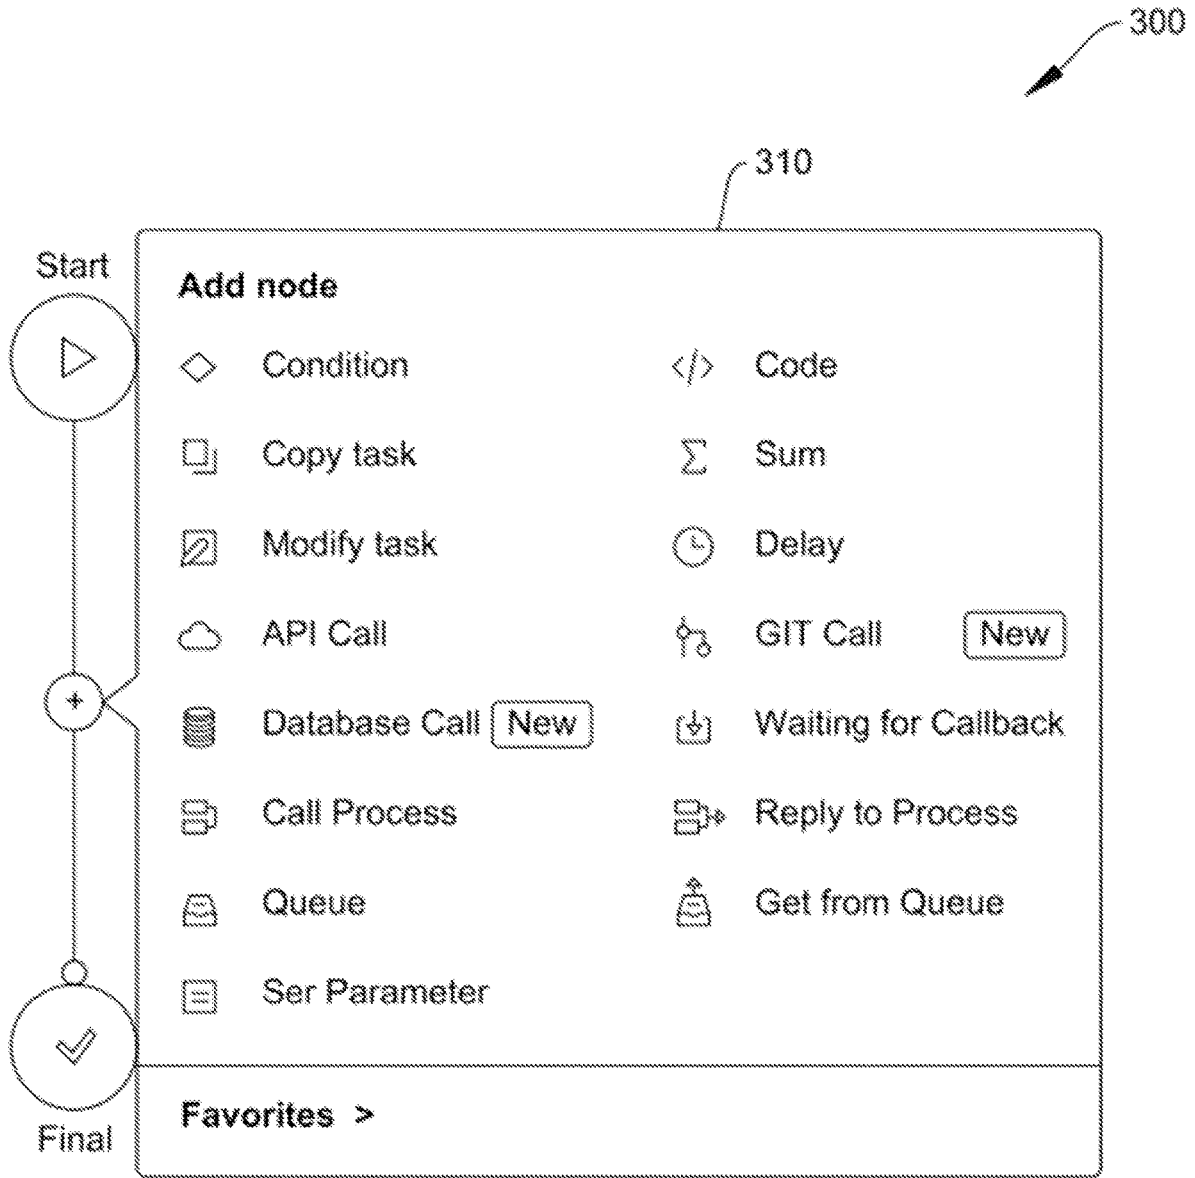 300
310
Start
Add node
Condition
Code
Copy task
Sum
Modify task
Delay
API Call
GIT Call New
Database Call New
Waiting for Callback
Call Process
Reply to Process
Queue
Get from Queue
Ser Parameter
Favorites >
Final